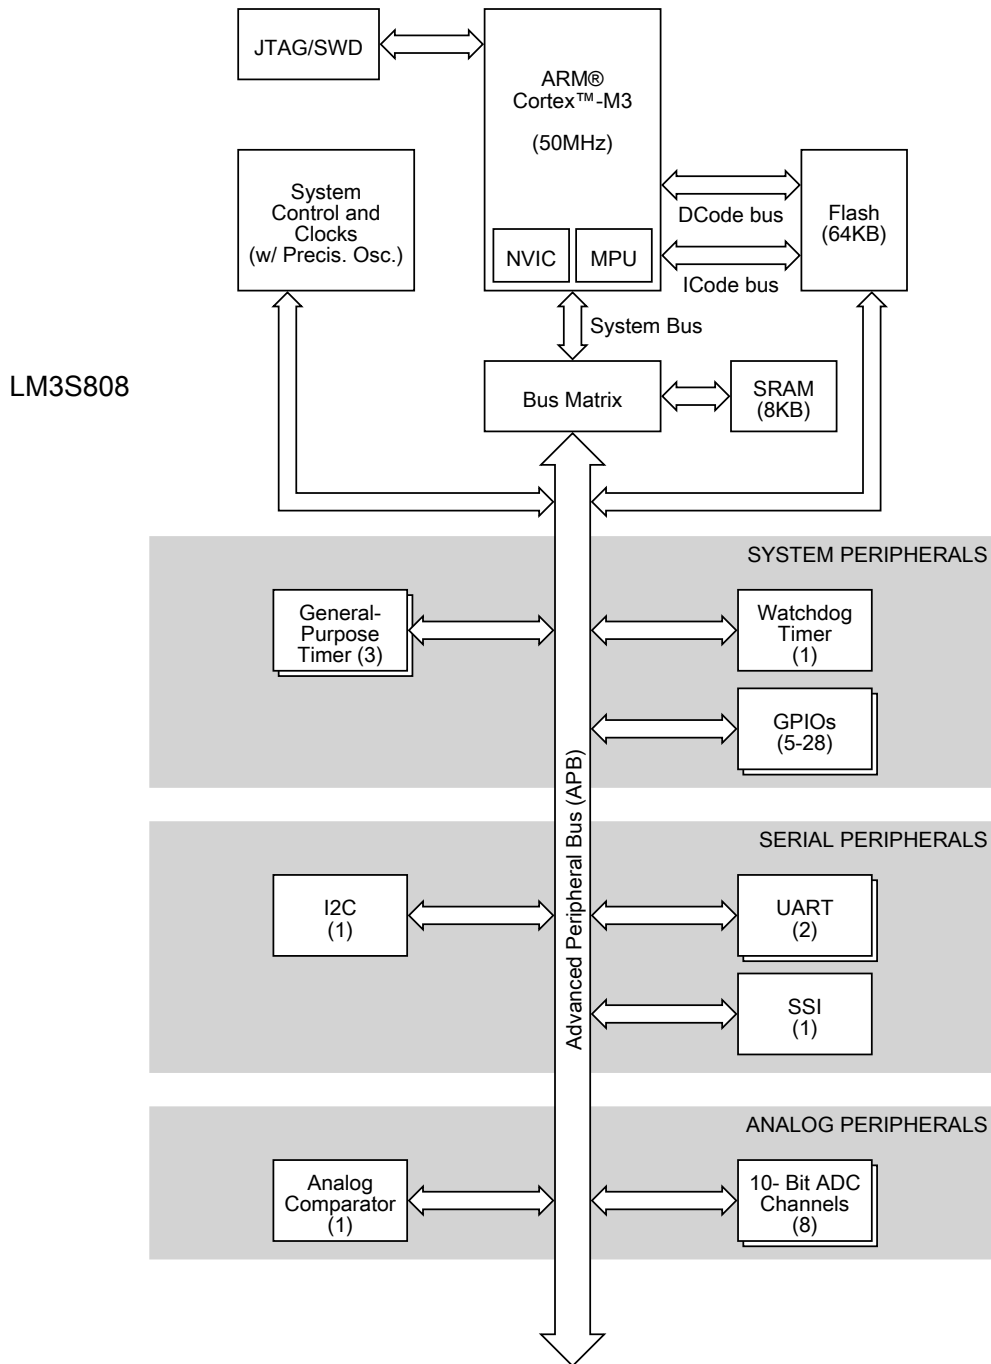 JTAG/SWD
ARM®
Cortex™-M3
(50MHz)
NVIC
MPU
System
Control and
Clocks
(w/ Precis. Osc.)
DCode bus
ICode bus
Flash
(64KB)
System Bus
LM3S808
Bus Matrix
SRAM
(8KB)
SYSTEM PERIPHERALS
General-
Purpose
Timer (3)
Watchdog
Timer
(1)
GPIOs
(5-28)
Advanced Peripheral Bus (APB)
SERIAL PERIPHERALS
I2C
(1)
UART
(2)
SSI
(1)
ANALOG PERIPHERALS
Analog
Comparator
(1)
10- Bit ADC
Channels
(8)